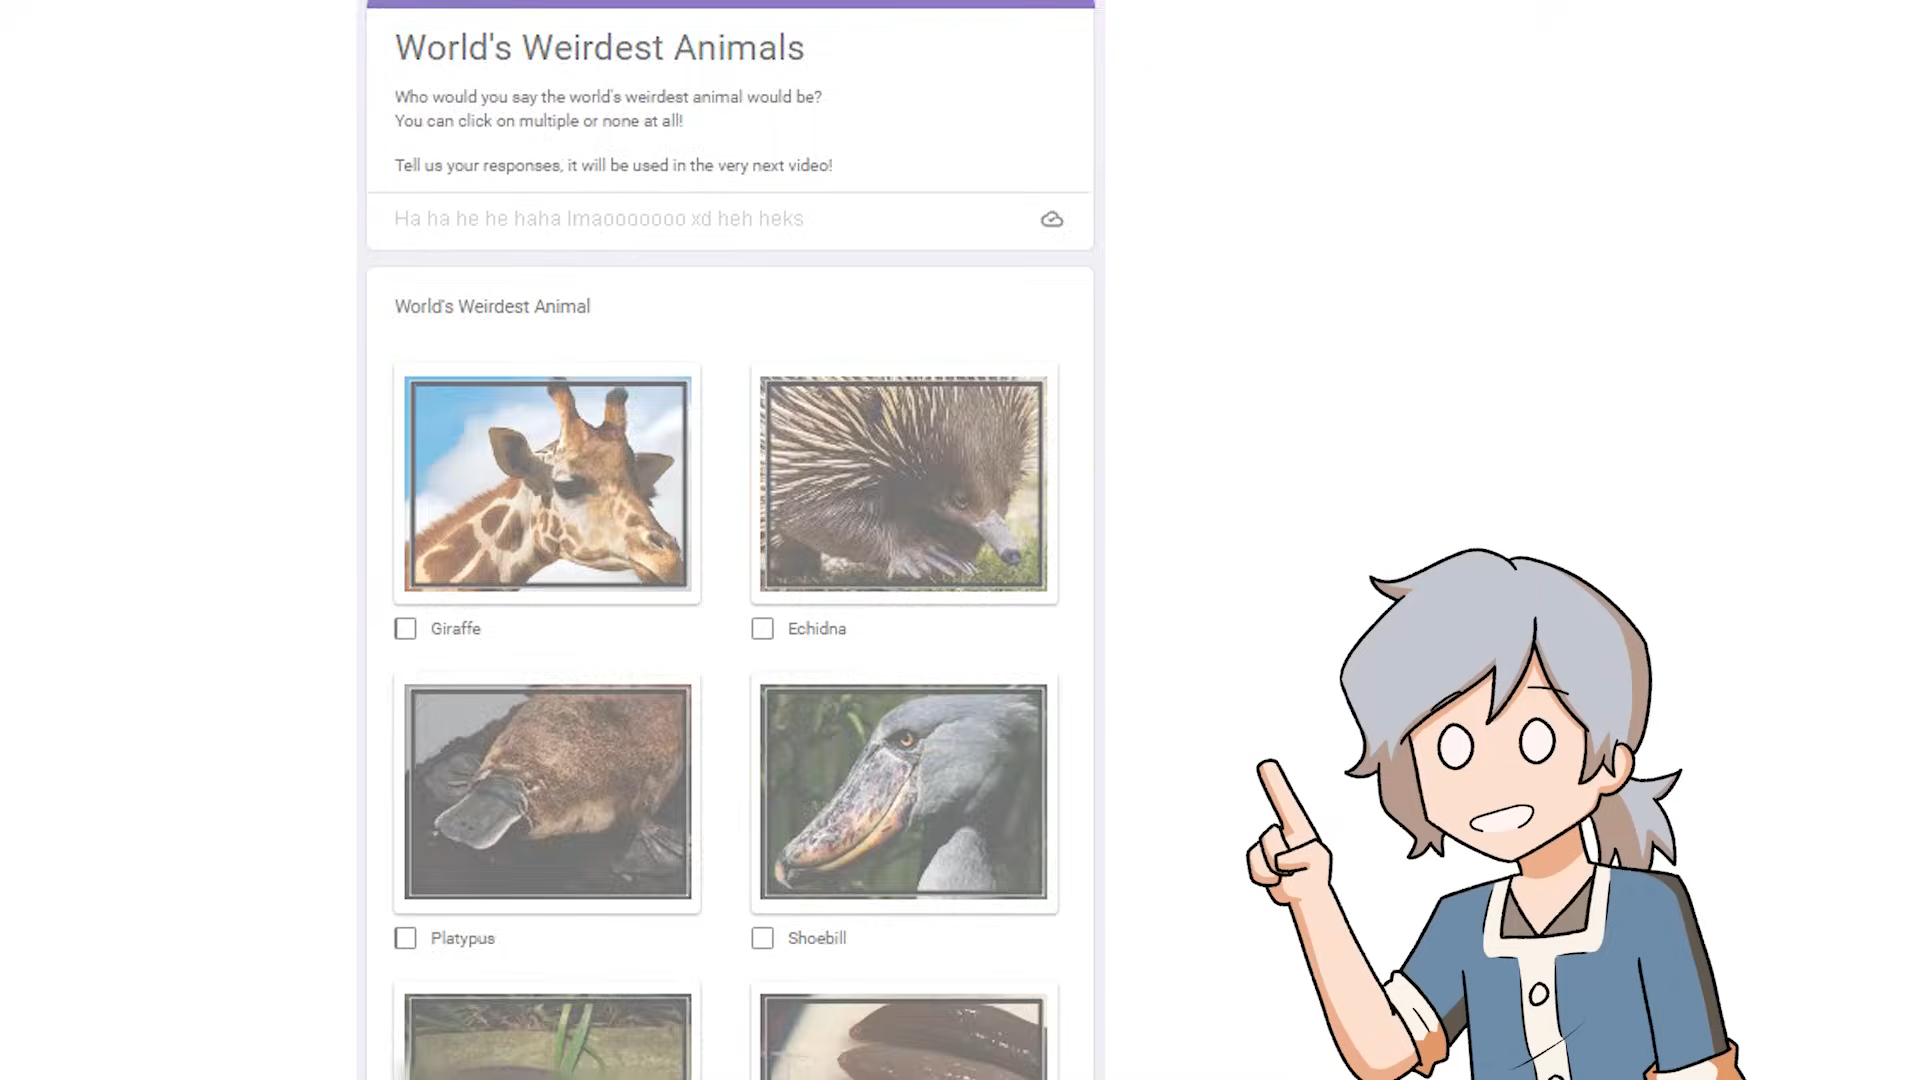 World's Weirdest Animals
Who would you say the world's weirdest animal would be?
You can click on multiple or none at all!
Tell us your responses, it will be used in the very next video!
Ha ha he he haha lmaooooooo xd heh heks
World's Weirdest Animal
Giraffe
Echidna
Platypus
Shoebill